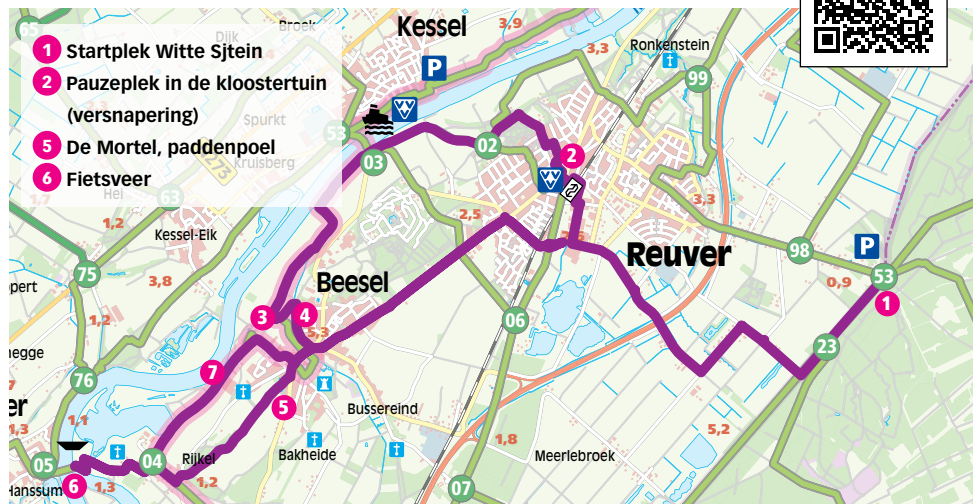 1 Startplek Witte Sjtein
2 Pauzeplek in de kloostertuin
(versnapering)
5 De Mortel, paddenpoel
6 Fietsveer
Kessel
3,9
3,3
Ronkenstein
Broek
Dijk
Spurkt
Kruisberg
N273
Hei
P
99
53
03
02
2
63
1,7
1,2
Kessel-Eik
2,5
3,3
Reuver
98
P
53
0,9
1
75
3,8
Beesel
1,2
3
4
5,3
06
23
76
7
5
Bussereind
1,8
5,2
Meerlebroek
Bakheide
1,1
1,3
05
6
Hanssum
04
Rijkel
1,3
1,2
07